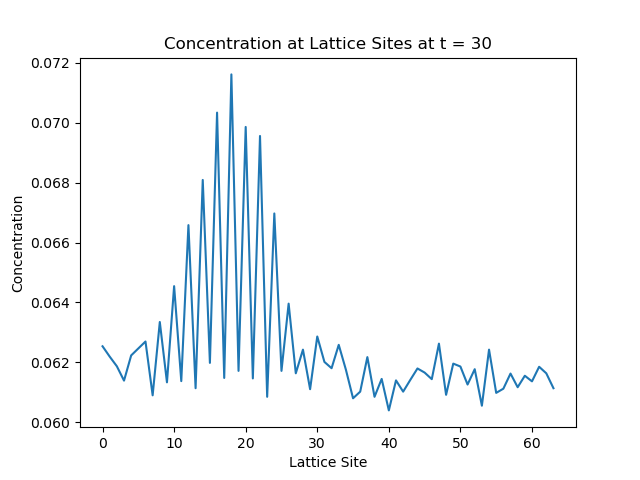 Concentration at Lattice Sites at t = 30
0.072
0.070
0.068
0.066
0.064
0.062
0.060
Concentration
0 10 20 30 40 50 60
Lattice Site